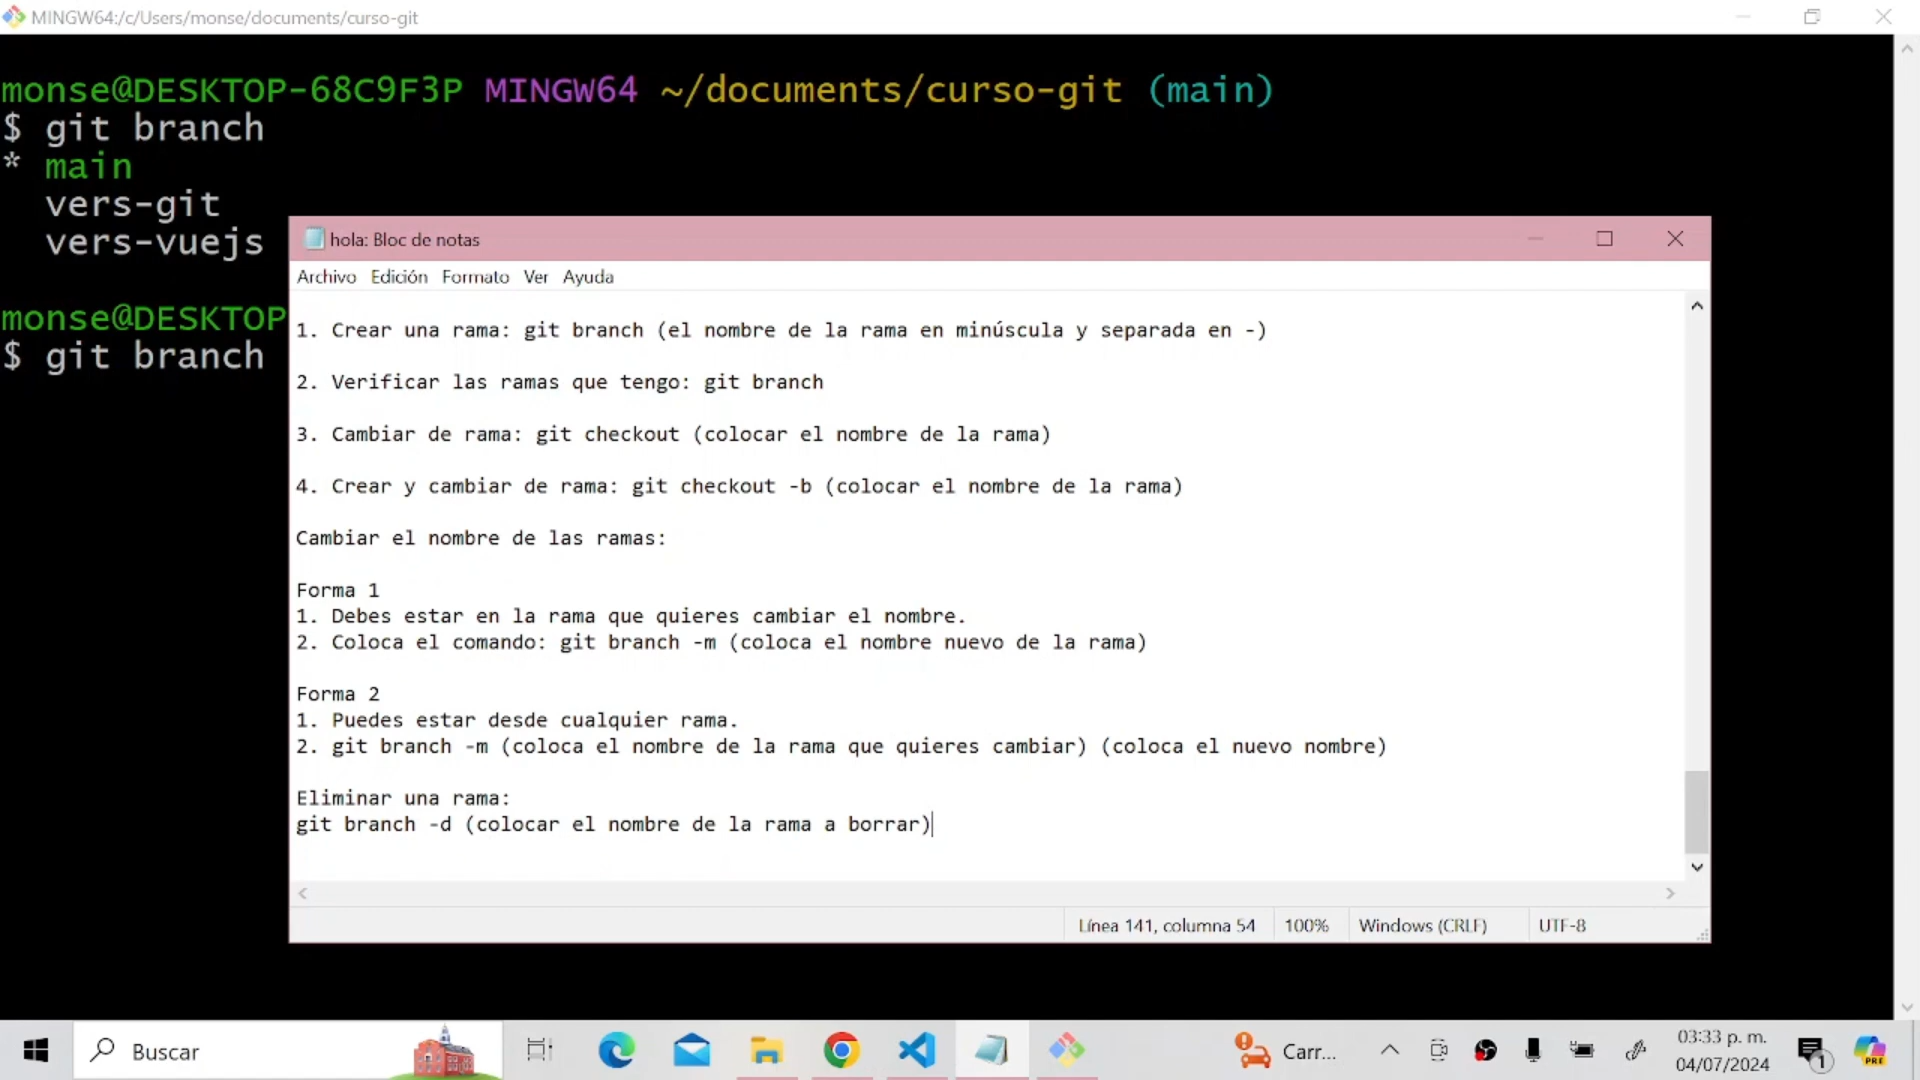 MINGW64:/c/Users/monse/documents/curso-git
monse@DESKTOP-68C9F3P MINGW64 ~/documents/curso-git (main)
$ git branch
* main
vers-git
vers-vuejs
monse@DESKTOP
$ git branch
hola: Bloc de notas
Archivo Edición Formato Ver Ayuda
1. Crear una rama: git branch (el nombre de la rama en minúscula y separada en -)
2. Verificar las ramas que tengo: git branch
3. Cambiar de rama: git checkout (colocar el nombre de la rama)
4. Crear y cambiar de rama: git checkout -b (colocar el nombre de la rama)
Cambiar el nombre de las ramas:
Forma 1
1. Debes estar en la rama que quieres cambiar el nombre.
2. Coloca el comando: git branch -m (coloca el nombre nuevo de la rama)
Forma 2
1. Puedes estar desde cualquier rama.
2. git branch -m (coloca el nombre de la rama que quieres cambiar) (coloca el nuevo nombre)
Eliminar una rama:
git branch -d (colocar el nombre de la rama a borrar)
Línea 141, columna 54 100% Windows (CRLF) UTF-8
Buscar
Carr...
03:33 p. m.
04/07/2024
1
PRE